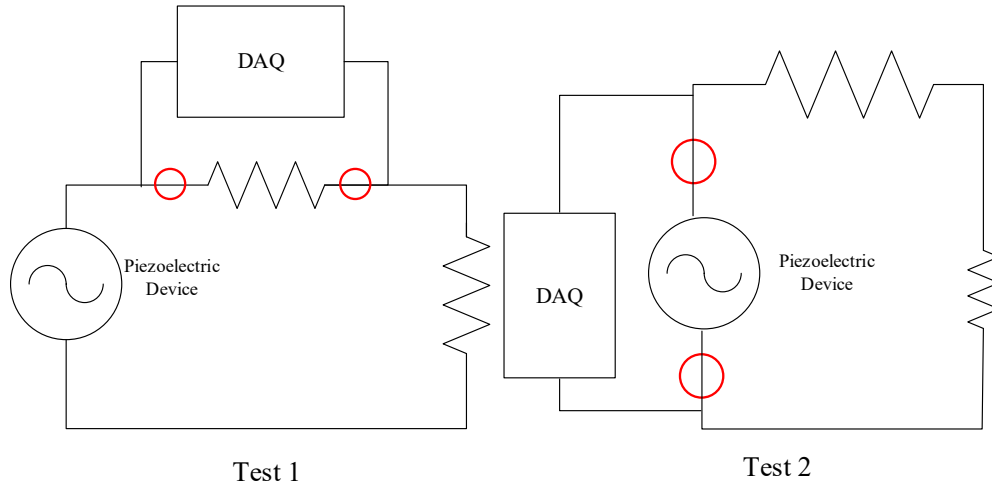 DAQ
Piezoelectric
Device
Test 1
DAQ
Piezoelectric
Device
Test 2